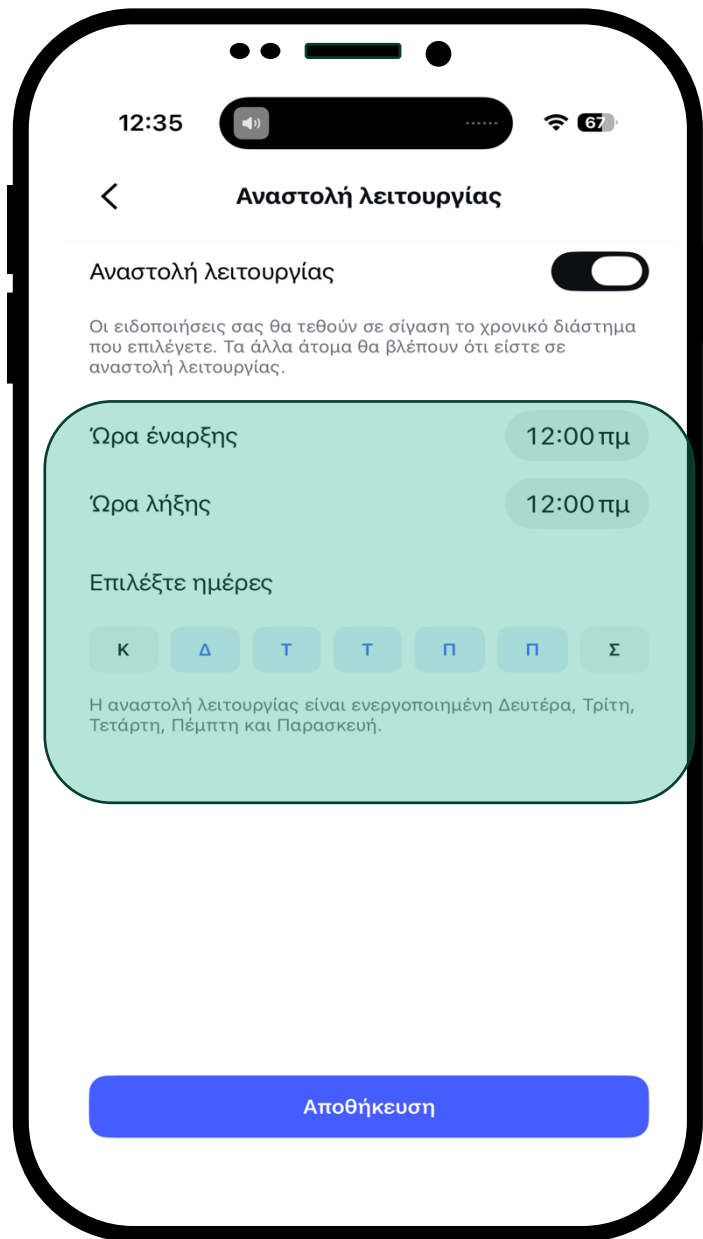 12:35
67
Αναστολή λειτουργίας
Αναστολή λειτουργίας
Οι ειδοποιήσεις σας θα τεθούν σε σίγαση το χρονικό διάστημα
που επιλέγετε. Τα άλλα άτομα θα βλέπουν ότι είστε σε
αναστολή λειτουργίας.
Ώρα έναρξης 12:00 πμ
Ώρα λήξης 12:00 πμ
Επιλέξτε ημέρες
Κ Δ Τ Τ Π Π Σ
Η αναστολή λειτουργίας είναι ενεργοποιημένη Δευτέρα, Τρίτη,
Τετάρτη, Πέμπτη και Παρασκευή.
Αποθήκευση